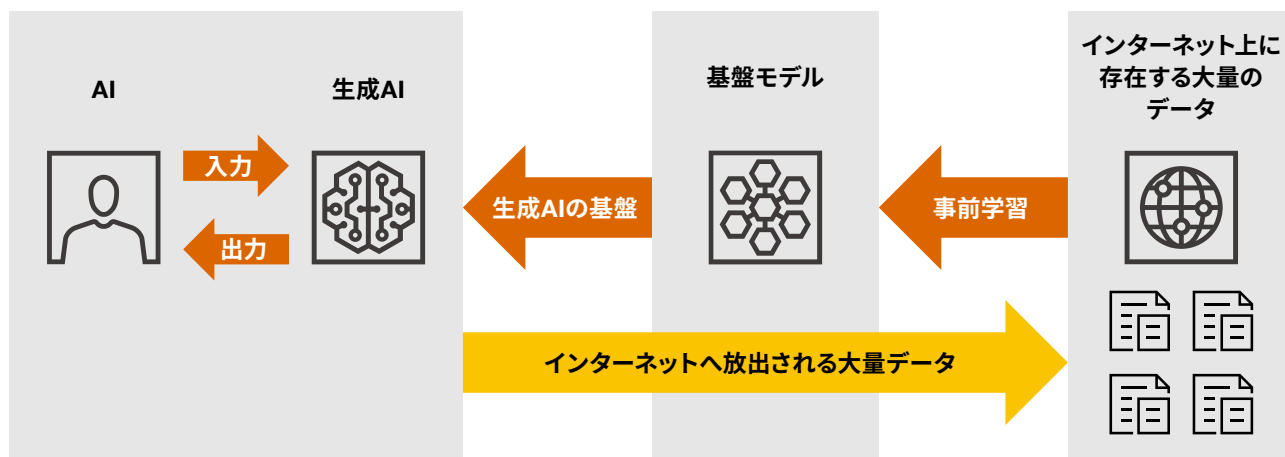 AI
生成AI
入力
出力
生成AIの基盤
基盤モデル
事前学習
インターネット上に
存在する大量の
データ
インターネットへ放出される大量データ